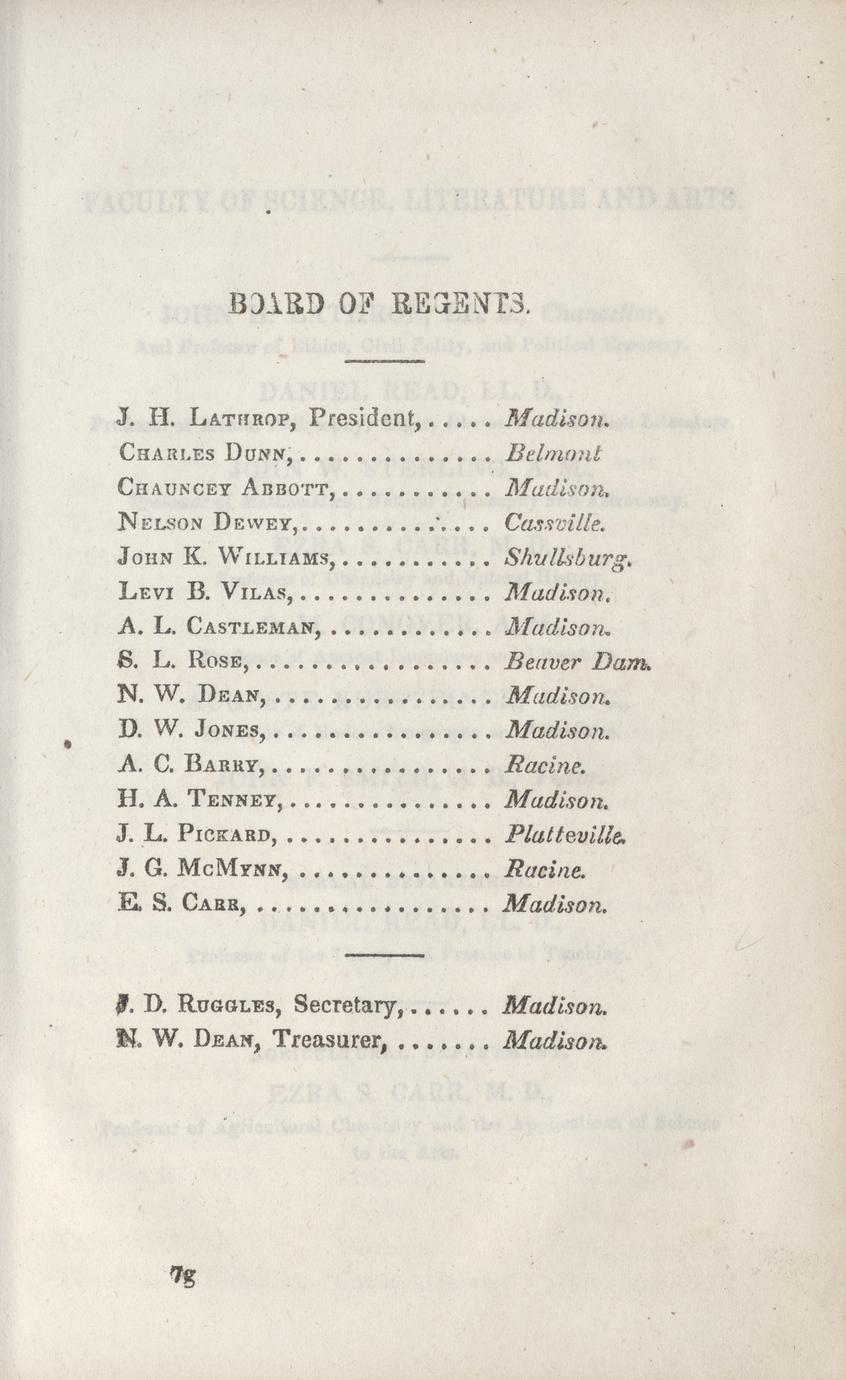 BOARD OF REGENTS.
J. H. LATHROP, President,..... Madison.
CHARLES DUNN,.............. Belmont
CHAUNCEY ABBOTT,........... Madison.
NELSON DEWEY,.............. Cassville.
JOHN K. WILLIAMS,........... Shullsburg.
LEVI B. VILAS,.............. Madison.
A. L. CASTLEMAN, ............ Madison.
S. L. ROSE,................. Beaver Dam.
N. W. DEAN, ................ Madison.
D. W. JONES,................ Madison.
A. C. BARRY,................ Racine.
H. A. TENNEY,............... Madison.
J. L. PICKARD, ............... Platteville.
J. G. MCMYNN, .............. Racine.
E. S. CARR, ................. Madison.
J. D. RUGGLES, Secretary,...... Madison.
N. W. DEAN, Treasurer, ....... Madison.
7g